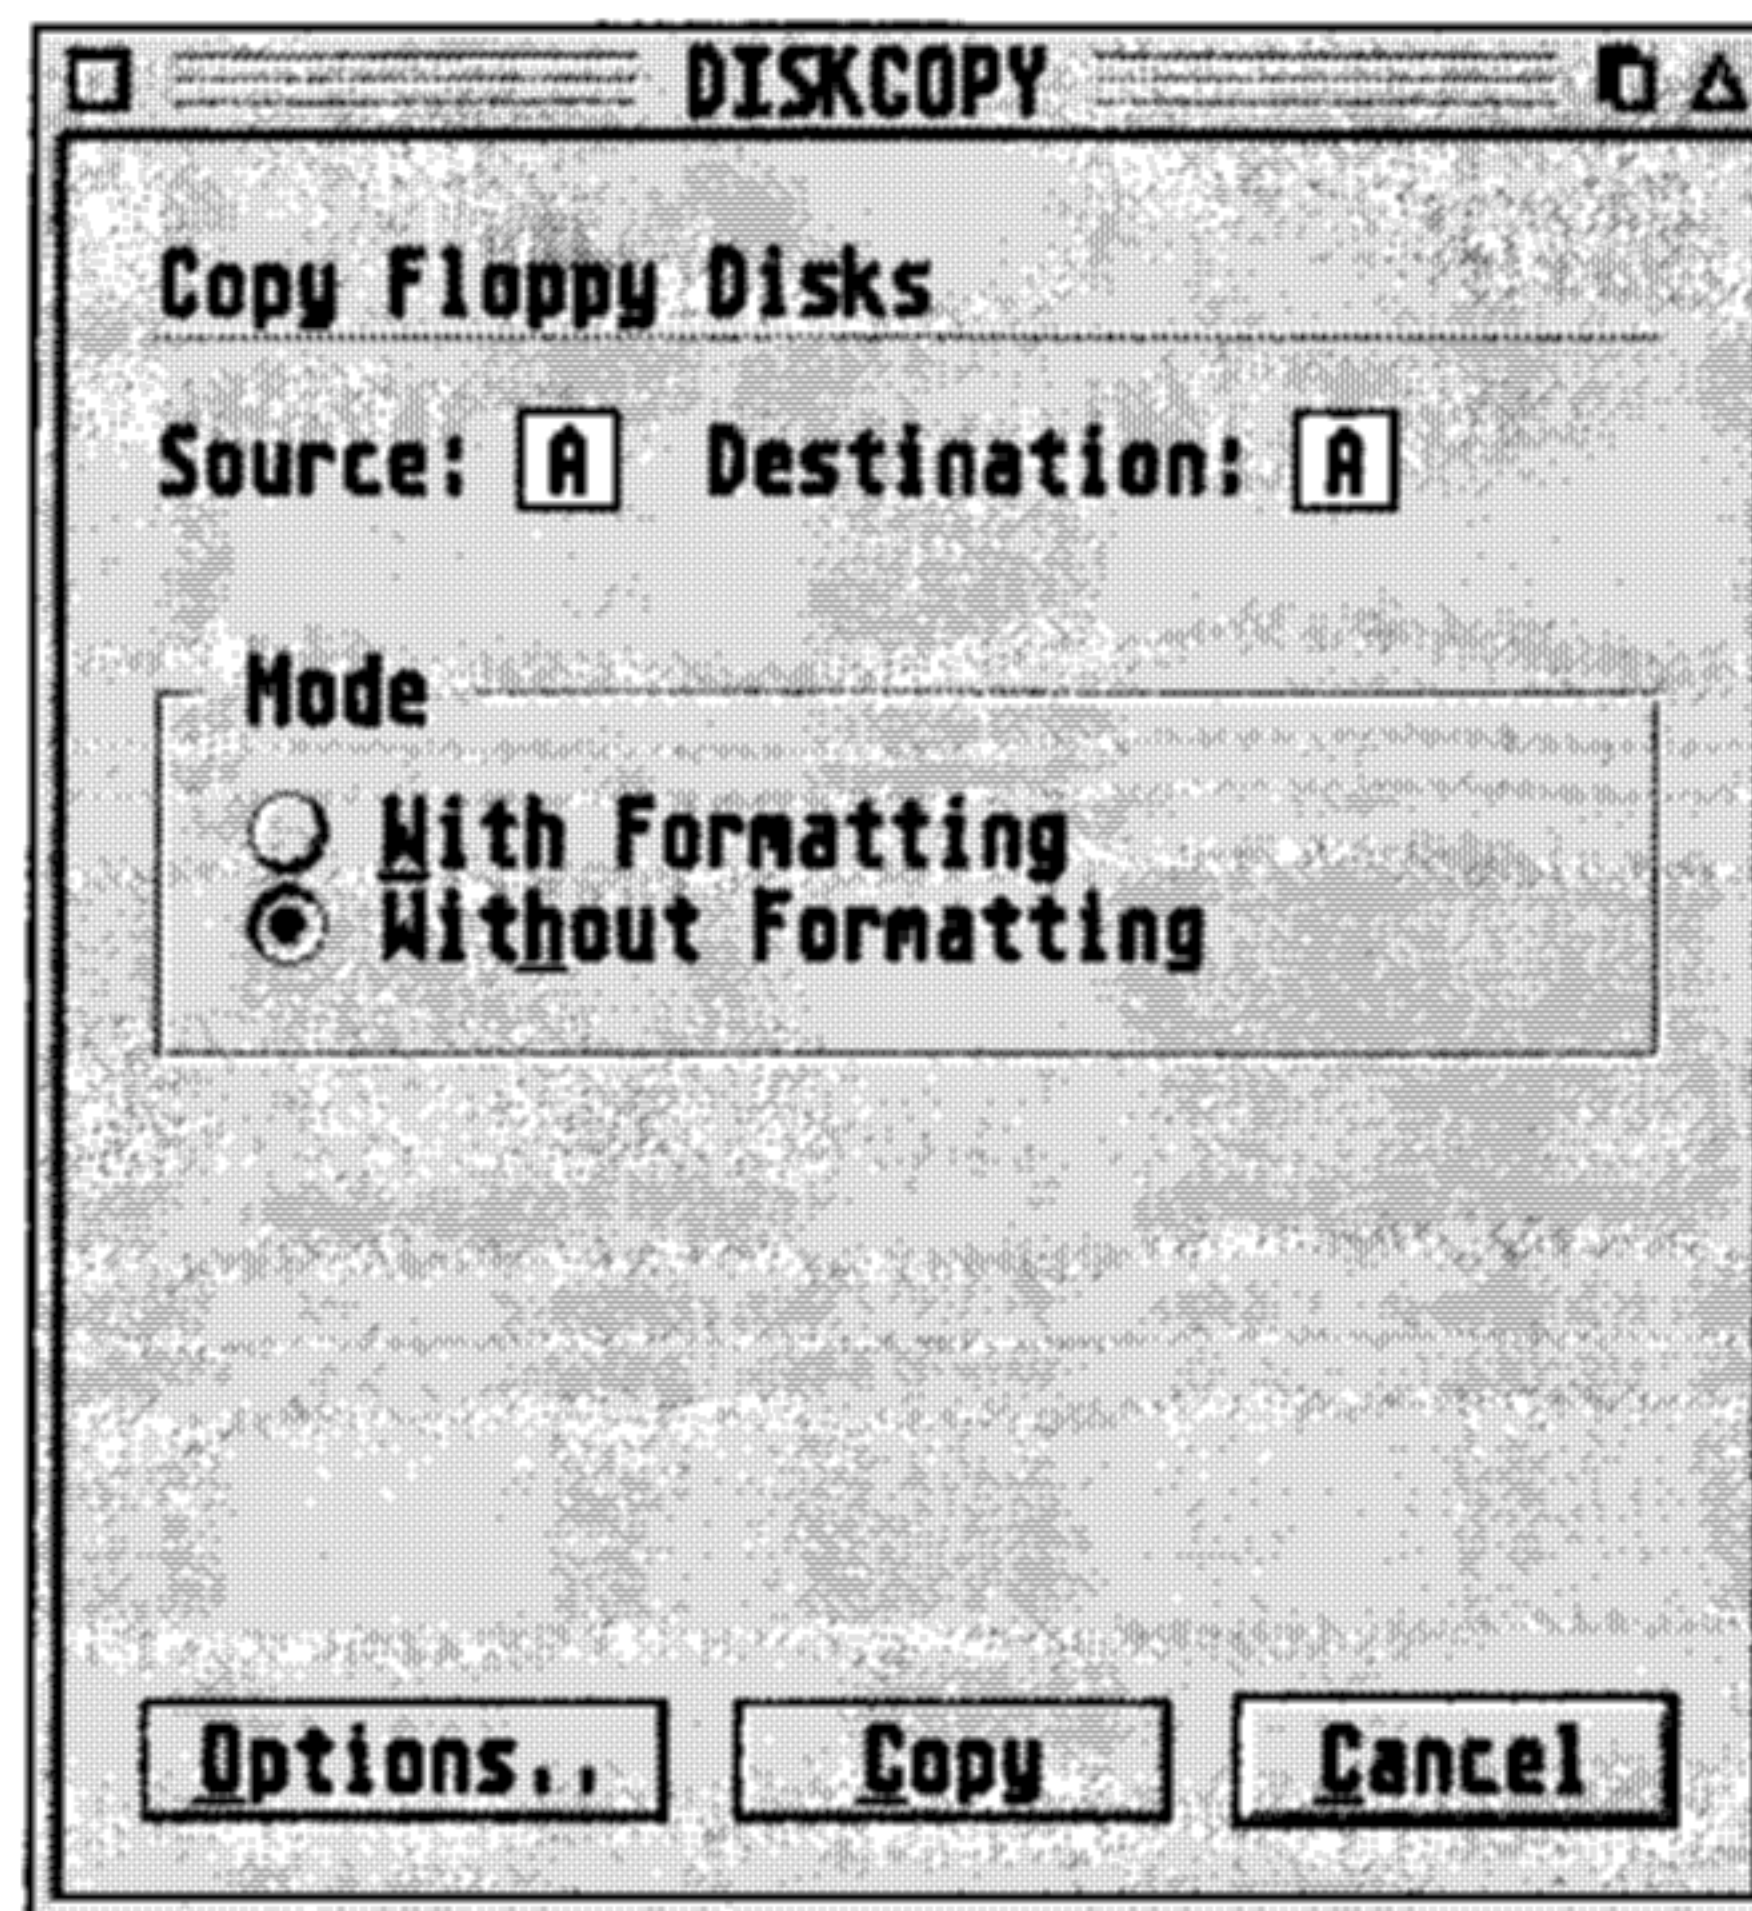 DISKCOPY
Copy Floppy Disks
Source: A Destination: A
Mode
With Formatting
Without Formatting
Options.. Copy Cancel